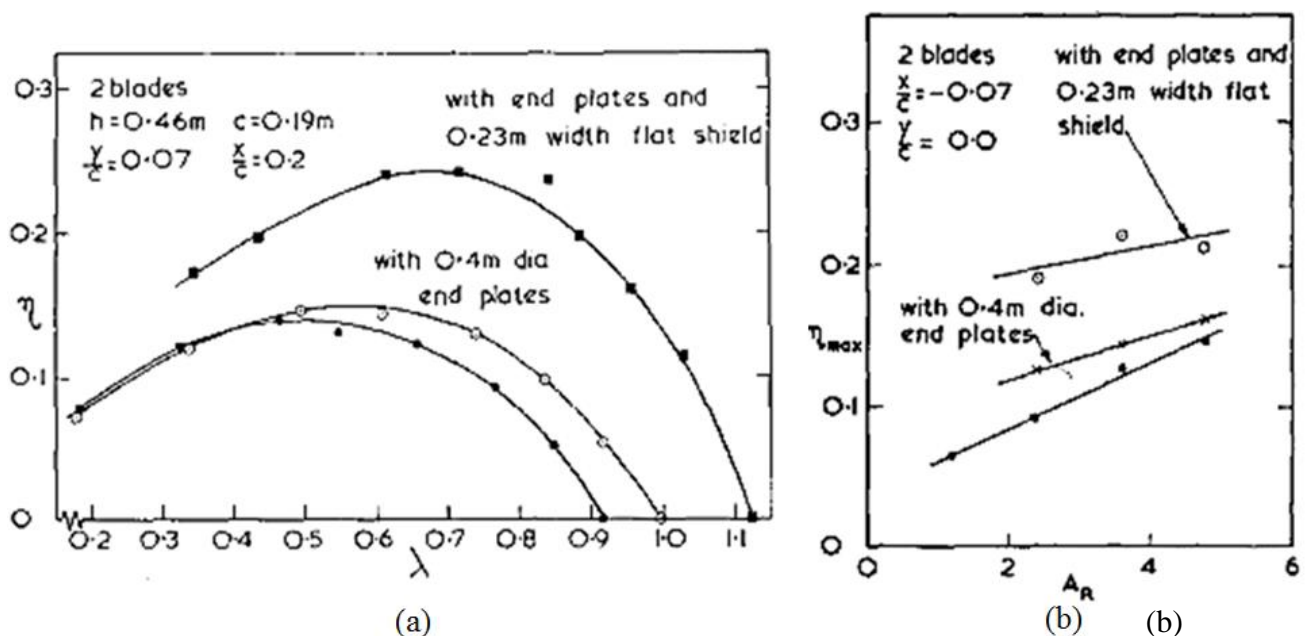 2 blades
h=0.46m c=0.19m
y/c=0.07 x/c=0.2
with end plates and
0.23m width flat shield
with 0.4m dia
end plates
0.3
0.2
η
0.1
0
0.2 0.3 0.4 0.5 0.6 0.7 0.8 0.9 1.0 1.1
λ
(a)
2 blades
x/c=-0.07
y/c= 0.0
with end plates and
0.23m width flat
shield
with 0.4m dia.
end plates
0.3
0.2
ηmax
0.1
0
0 2 4 6
AR
(b) (b)